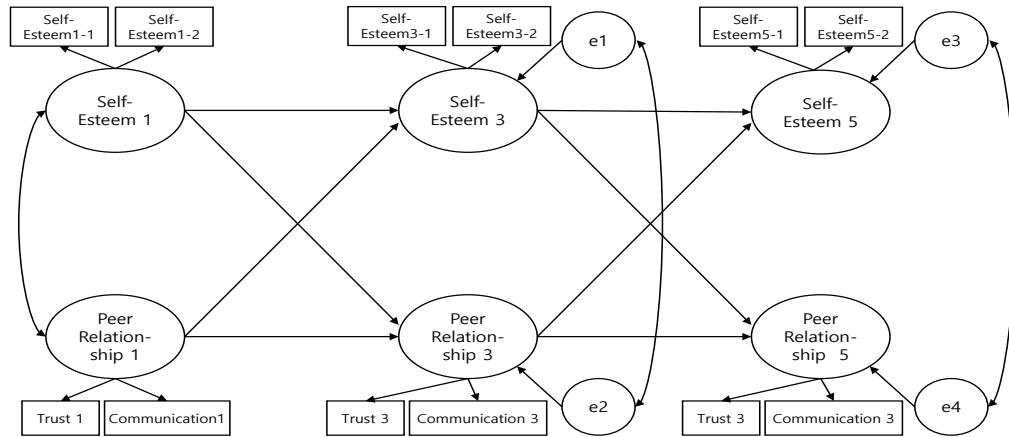 Self-
Esteem1-1
Self-
Esteem1-2
Self-
Esteem3-1
Self-
Esteem3-2
e1
Self-
Esteem5-1
Self-
Esteem5-2
e3
Self-
Esteem 1
Self-
Esteem 3
Self-
Esteem 5
Peer
Relation-
ship 1
Peer
Relation-
ship 3
Peer
Relation-
ship 5
Trust 1
Communication1
Trust 3
Communication 3
e2
Trust 3
Communication 3
e4